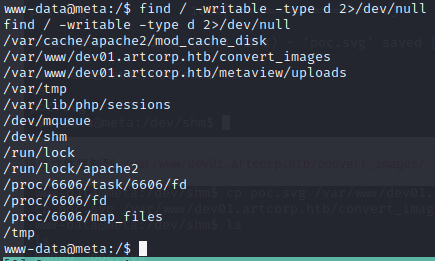 www-data@meta:/$ find / -writable -type d 2>/dev/null
find / -writable -type d 2>/dev/null
/var/cache/apache2/mod_cache_disk
/var/www/dev01.artcorp.htb/convert_images
/var/www/dev01.artcorp.htb/metaview/uploads
/var/tmp
/var/lib/php/sessions
/dev/mqueue
/dev/shm
/run/lock
/run/lock/apache2
/proc/6606/task/6606/fd
/proc/6606/fd
/proc/6606/map_files
/tmp
www-data@meta:/$